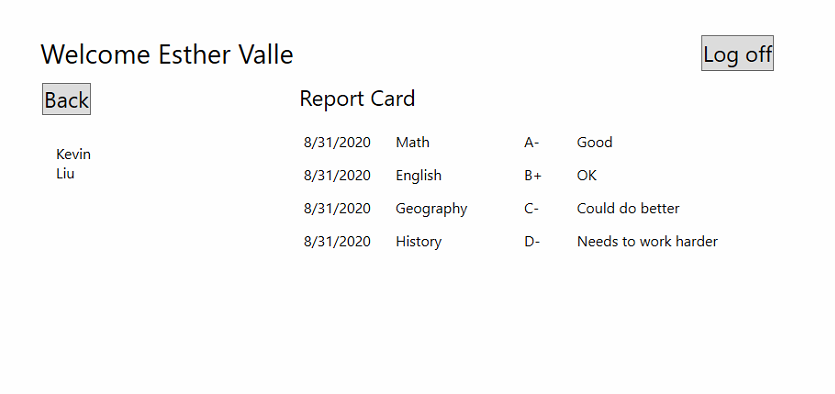 Welcome Esther Valle
Log off
Back
Report Card
Kevin
Liu
8/31/2020 Math A- Good
8/31/2020 English B+ OK
8/31/2020 Geography C- Could do better
8/31/2020 History D- Needs to work harder